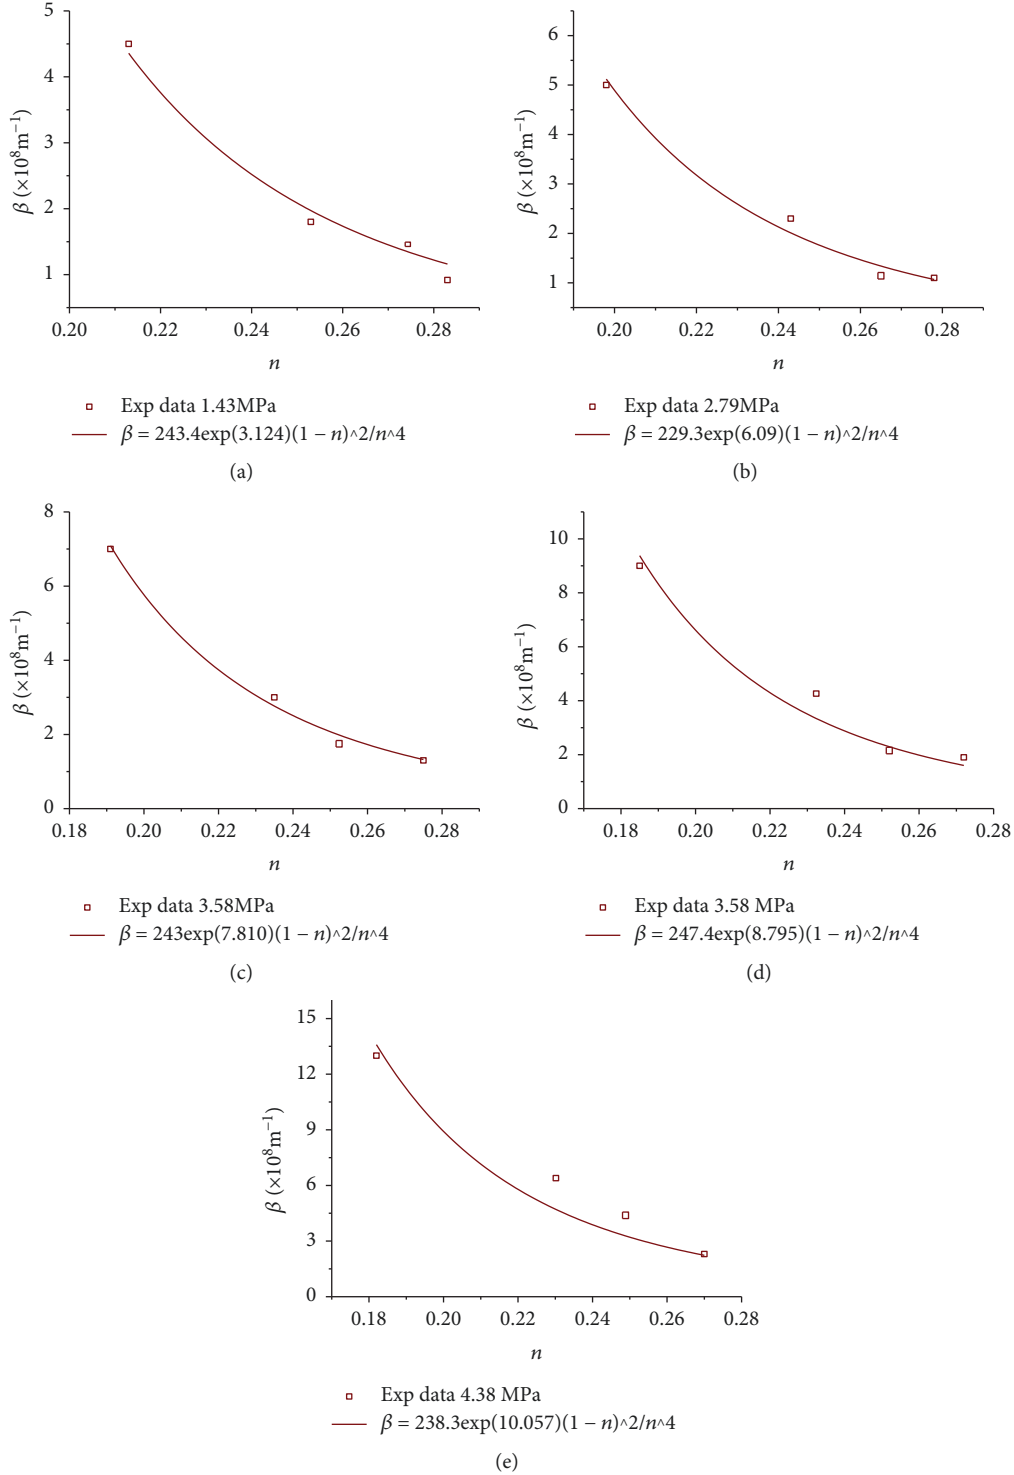 5
4
3
2
1
β (×10⁸m⁻¹)
0.20 0.22 0.24 0.26 0.28
n
Exp data 1.43MPa
β = 243.4exp(3.124)(1 − n)^2/n^4
(a)
6
5
4
3
2
1
β (×10⁸m⁻¹)
0.20 0.22 0.24 0.26 0.28
n
Exp data 2.79MPa
β = 229.3exp(6.09)(1 − n)^2/n^4
(b)
8
6
4
2
0
β (×10⁸m⁻¹)
0.18 0.20 0.22 0.24 0.26 0.28
n
Exp data 3.58MPa
β = 243exp(7.810)(1 − n)^2/n^4
(c)
10
8
6
4
2
0
β (×10⁸m⁻¹)
0.18 0.20 0.22 0.24 0.26 0.28
n
Exp data 3.58 MPa
β = 247.4exp(8.795)(1 − n)^2/n^4
(d)
15
12
9
6
3
0
β (×10⁸m⁻¹)
0.18 0.20 0.22 0.24 0.26 0.28
n
Exp data 4.38 MPa
β = 238.3exp(10.057)(1 − n)^2/n^4
(e)